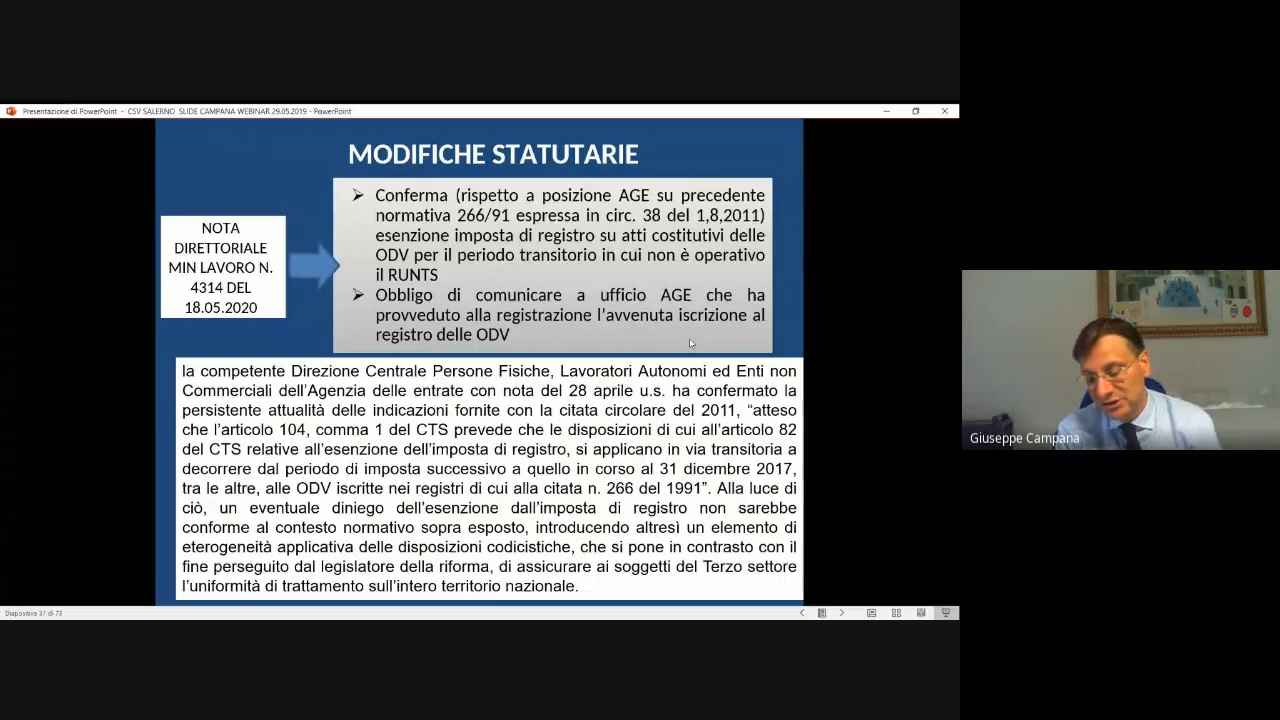 Presentazione di PowerPoint - CSV SALERNO SLIDE CAMPANA WEBINAR 29.05.2019 - PowerPoint
MODIFICHE STATUTARIE
NOTA
DIRETTORIALE
MIN LAVORO N.
4314 DEL
18.05.2020
➢ Conferma (rispetto a posizione AGE su precedente
normativa 266/91 espressa in circ. 38 del 1,8,2011)
esenzione imposta di registro su atti costitutivi delle
ODV per il periodo transitorio in cui non è operativo
il RUNTS
➢ Obbligo di comunicare a ufficio AGE che ha
provveduto alla registrazione l’avvenuta iscrizione al
registro delle ODV
la competente Direzione Centrale Persone Fisiche, Lavoratori Autonomi ed Enti non
Commerciali dell’Agenzia delle entrate con nota del 28 aprile u.s. ha confermato la
persistente attualità delle indicazioni fornite con la citata circolare del 2011, “atteso
che l’articolo 104, comma 1 del CTS prevede che le disposizioni di cui all’articolo 82
del CTS relative all’esenzione dell’imposta di registro, si applicano in via transitoria a
decorrere dal periodo di imposta successivo a quello in corso al 31 dicembre 2017,
tra le altre, alle ODV iscritte nei registri di cui alla citata n. 266 del 1991”. Alla luce di
ciò, un eventuale diniego dell’esenzione dall’imposta di registro non sarebbe
conforme al contesto normativo sopra esposto, introducendo altresì un elemento di
eterogeneità applicativa delle disposizioni codicistiche, che si pone in contrasto con il
fine perseguito dal legislatore della riforma, di assicurare ai soggetti del Terzo settore
l’uniformità di trattamento sull’intero territorio nazionale.
Diapositiva 37 di 73
Giuseppe Campana